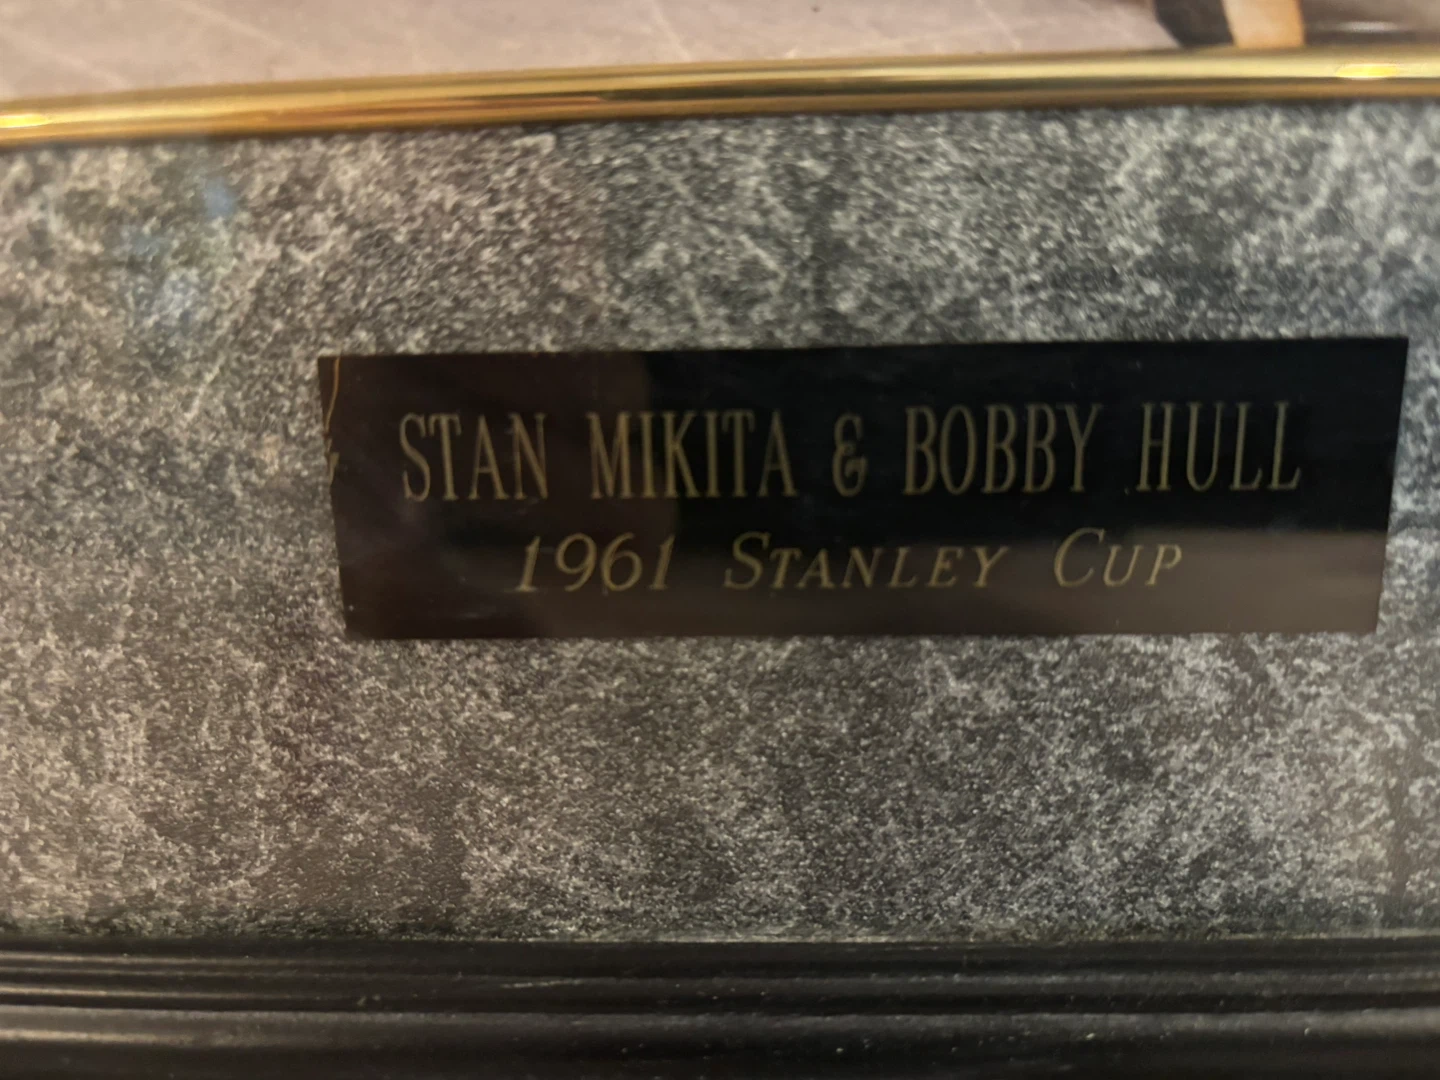 STAN MIKITA & BOBBY HULL
1961 STANLEY CUP